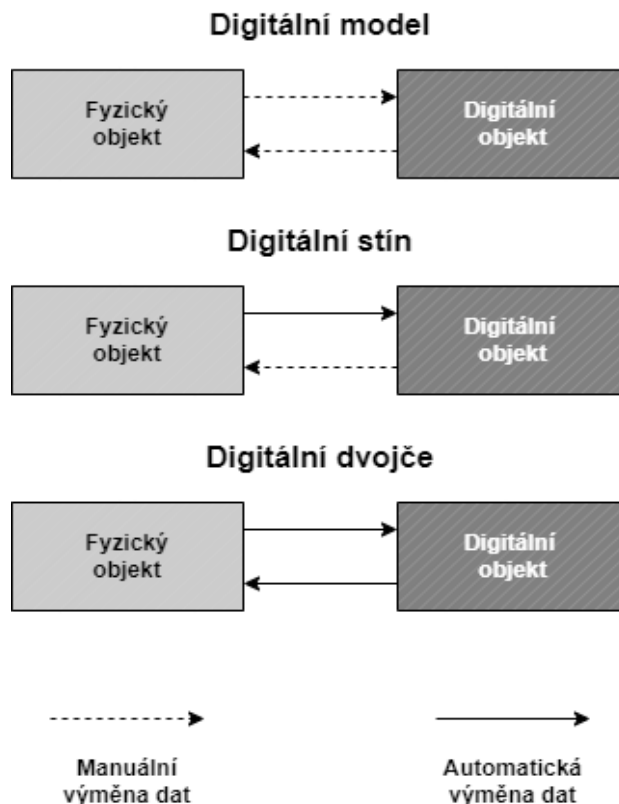 Digitální model
Fyzický
objekt
Digitální
objekt
Digitální stín
Fyzický
objekt
Digitální
objekt
Digitální dvojče
Fyzický
objekt
Digitální
objekt
Manuální
výměna dat
Automatická
výměna dat